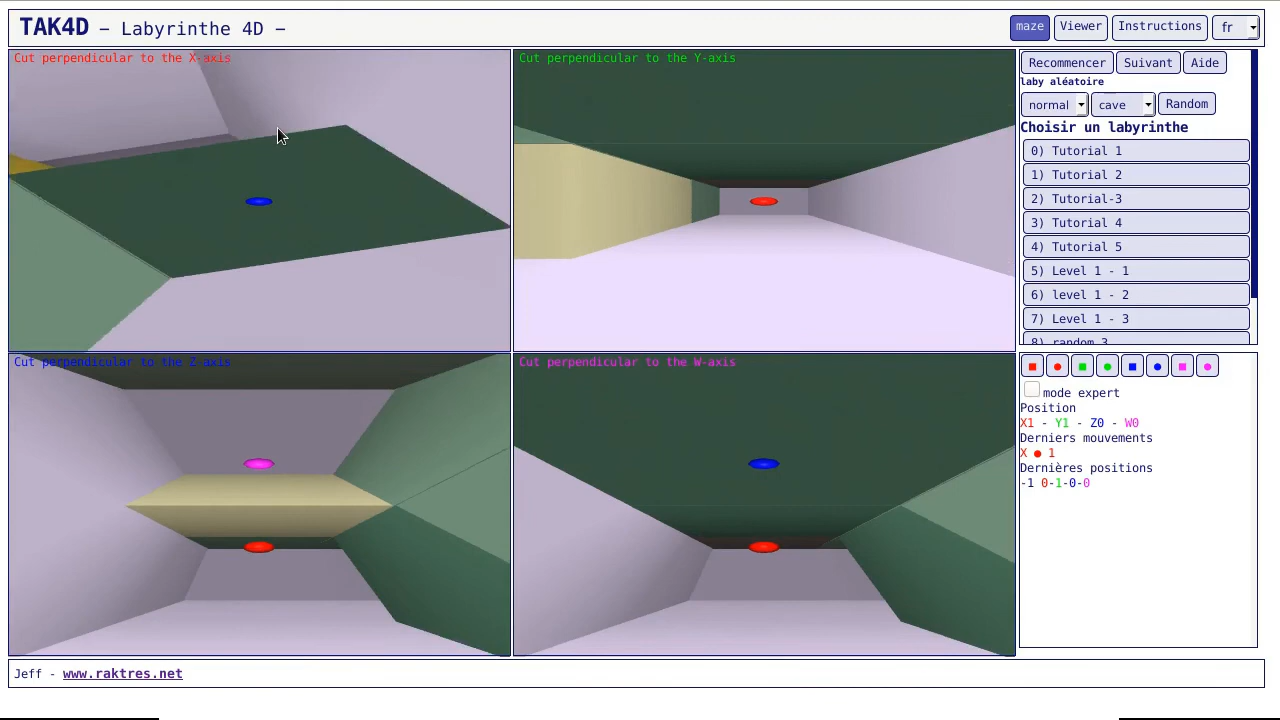 TAK4D – Labyrinthe 4D –
maze Viewer Instructions fr
Cut perpendicular to the X-axis
Cut perpendicular to the Y-axis
Cut perpendicular to the Z-axis
Cut perpendicular to the W-axis
Recommencer Suivant Aide
laby aléatoire
normal cave Random
Choisir un labyrinthe
0) Tutorial 1
1) Tutorial 2
2) Tutorial-3
3) Tutorial 4
4) Tutorial 5
5) Level 1 - 1
6) level 1 - 2
7) Level 1 - 3
8) random 3
mode expert
Position
X1 - Y1 - Z0 - W0
Derniers mouvements
X ● 1
Dernières positions
-1 0-1-0-0
Jeff - www.raktres.net